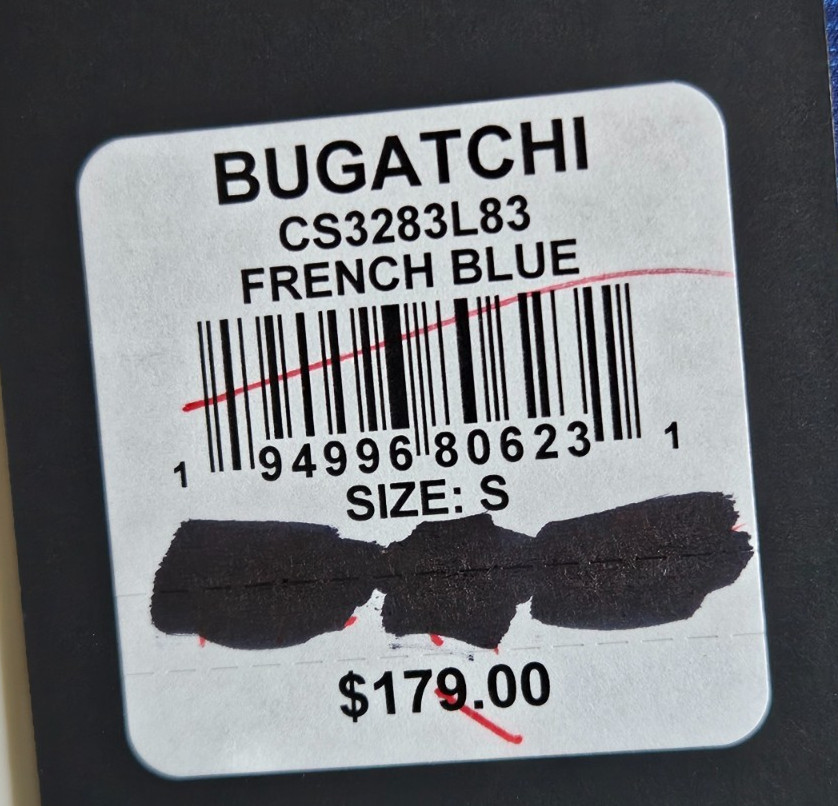 BUGATCHI
CS3283L83
FRENCH BLUE
1 94996 80623 1
SIZE: S
$179.00